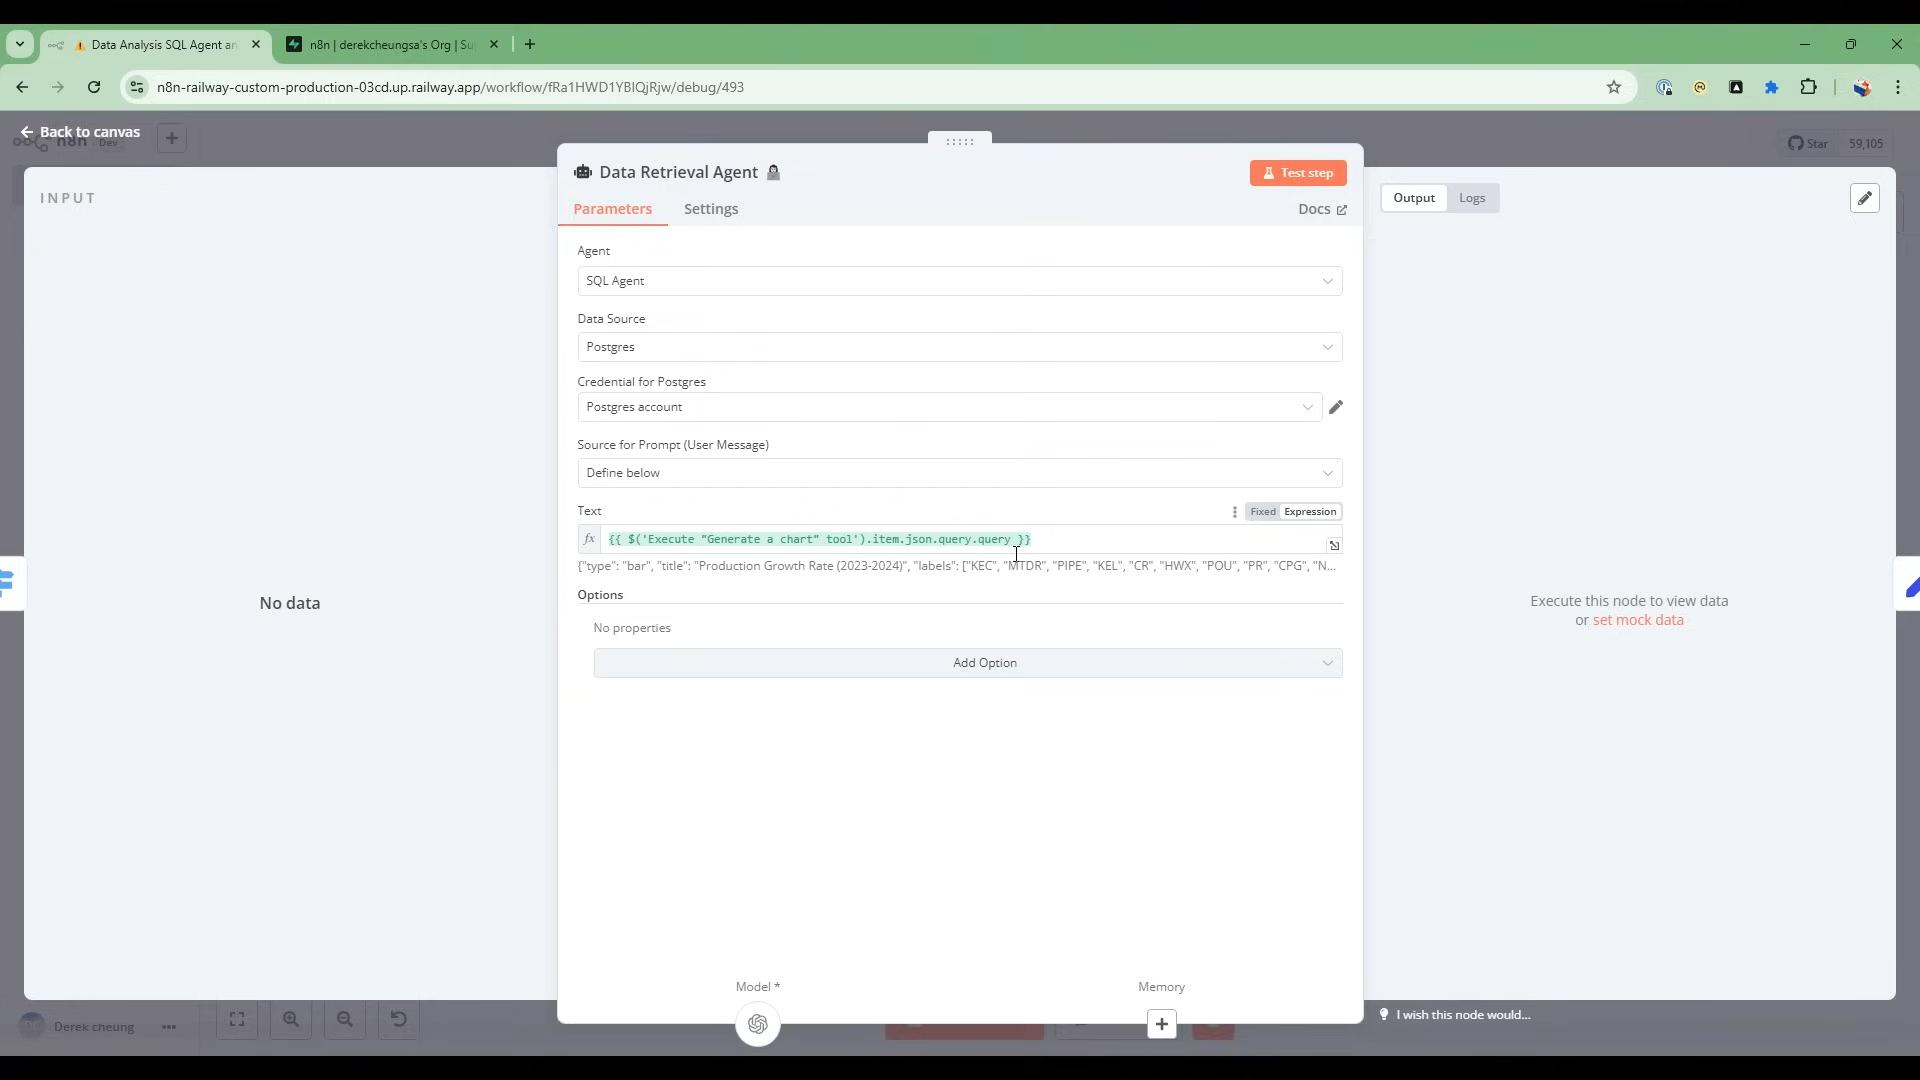 Data Analysis SQL Agent an
n8n | derekcheungsa's Org | Su
n8n-railway-custom-production-03cd.up.railway.app/workflow/fRa1HWD1YBlQjRjw/debug/493
Back to canvas
n8n Dev
Star 59,105
INPUT
Data Retrieval Agent
Test step
Output Logs
Parameters Settings Docs
Agent
SQL Agent
Data Source
Postgres
Credential for Postgres
Postgres account
Source for Prompt (User Message)
Define below
Text
Fixed Expression
fx {{ $('Execute "Generate a chart" tool').item.json.query.query }}
{"type": "bar", "title": "Production Growth Rate (2023-2024)", "labels": ["KEC", "MTDR", "PIPE", "KEL", "CR", "HWX", "POU", "PR", "CPG", "N...
Options
No properties
Add Option
No data
Execute this node to view data
or set mock data
Model *
Memory
Derek cheung
I wish this node would...